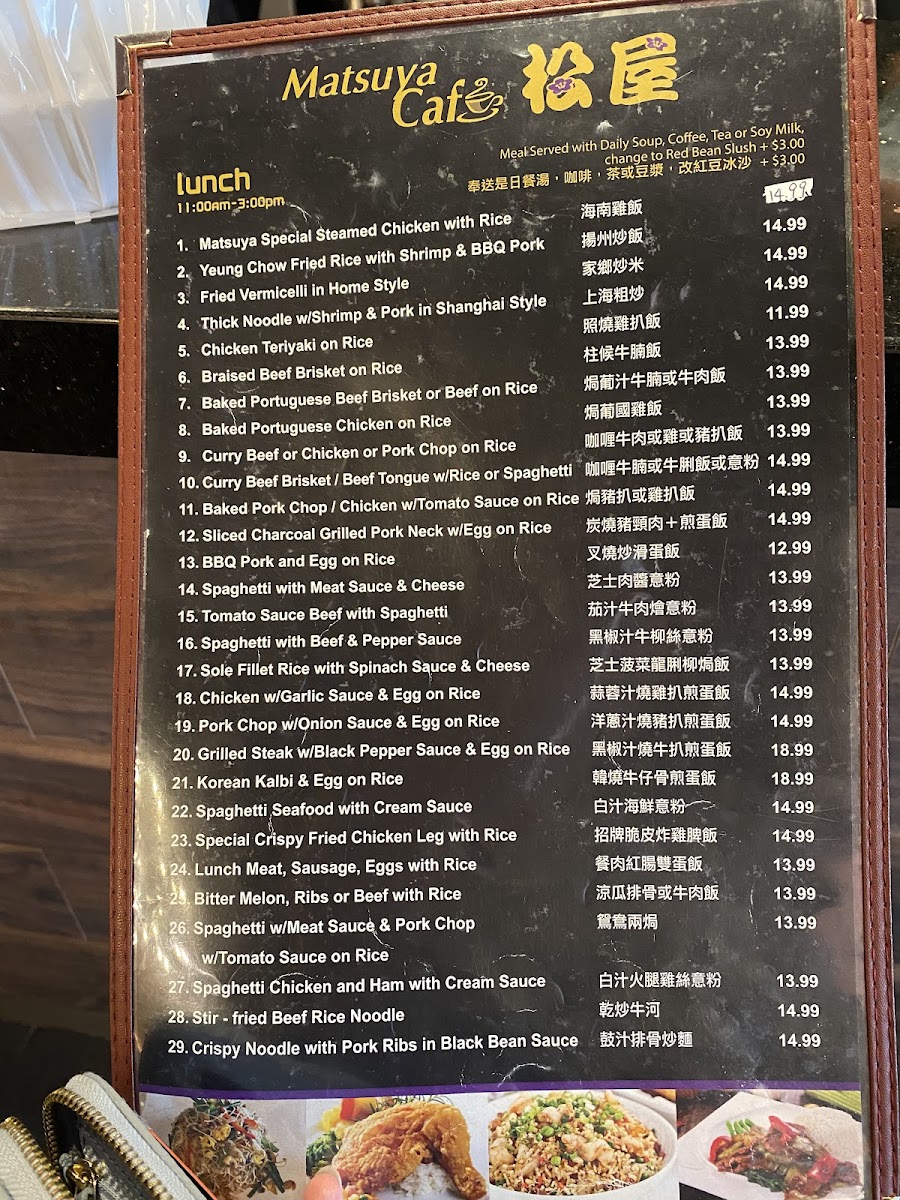 Matsuya Café 松屋
Meal Served with Daily Soup, Coffee, Tea or Soy Milk,
change to Red Bean Slush + $3.00
奉送是日餐湯，咖啡，茶或豆漿，改紅豆冰沙 + $3.00
lunch
11:00AM-3:00pm
1. Matsuya Special Steamed Chicken with Rice 海南雞飯 14.99
2. Yeung Chow Fried Rice with Shrimp & BBQ Pork 揚州炒飯 14.99
3. Fried Vermicelli in Home Style 家鄉炒米 14.99
4. Thick Noodle w/Shrimp & Pork in Shanghai Style 上海粗炒 14.99
5. Chicken Teriyaki on Rice 照燒雞扒飯 11.99
6. Braised Beef Brisket on Rice 柱候牛腩飯 13.99
7. Baked Portuguese Beef Brisket or Beef on Rice 焗葡汁牛腩或牛肉飯 13.99
8. Baked Portuguese Chicken on Rice 焗葡國雞飯 13.99
9. Curry Beef or Chicken or Pork Chop on Rice 咖喱牛肉或雞或豬扒飯 13.99
10. Curry Beef Brisket / Beef Tongue w/Rice or Spaghetti 咖喱牛腩或牛脷飯或意粉 14.99
11. Baked Pork Chop / Chicken w/Tomato Sauce on Rice 焗豬扒或雞扒飯 14.99
12. Sliced Charcoal Grilled Pork Neck w/Egg on Rice 炭燒豬頸肉＋煎蛋飯 14.99
13. BBQ Pork and Egg on Rice 叉燒炒滑蛋飯 12.99
14. Spaghetti with Meat Sauce & Cheese 芝士肉醬意粉 13.99
15. Tomato Sauce Beef with Spaghetti 茄汁牛肉燴意粉 13.99
16. Spaghetti with Beef & Pepper Sauce 黑椒汁牛柳絲意粉 13.99
17. Sole Fillet Rice with Spinach Sauce & Cheese 芝士菠菜龍脷柳焗飯 13.99
18. Chicken w/Garlic Sauce & Egg on Rice 蒜蓉汁燒雞扒煎蛋飯 14.99
19. Pork Chop w/Onion Sauce & Egg on Rice 洋蔥汁燒豬扒煎蛋飯 14.99
20. Grilled Steak w/Black Pepper Sauce & Egg on Rice 黑椒汁燒牛扒煎蛋飯 18.99
21. Korean Kalbi & Egg on Rice 韓燒牛仔骨煎蛋飯 18.99
22. Spaghetti Seafood with Cream Sauce 白汁海鮮意粉 14.99
23. Special Crispy Fried Chicken Leg with Rice 招牌脆皮炸雞脾飯 14.99
24. Lunch Meat, Sausage, Eggs with Rice 餐肉紅腸雙蛋飯 13.99
25. Bitter Melon, Ribs or Beef with Rice 涼瓜排骨或牛肉飯 13.99
26. Spaghetti w/Meat Sauce & Pork Chop 鴛鴦兩焗 13.99
w/Tomato Sauce on Rice
27. Spaghetti Chicken and Ham with Cream Sauce 白汁火腿雞絲意粉 13.99
28. Stir - fried Beef Rice Noodle 乾炒牛河 14.99
29. Crispy Noodle with Pork Ribs in Black Bean Sauce 鼓汁排骨炒麵 14.99